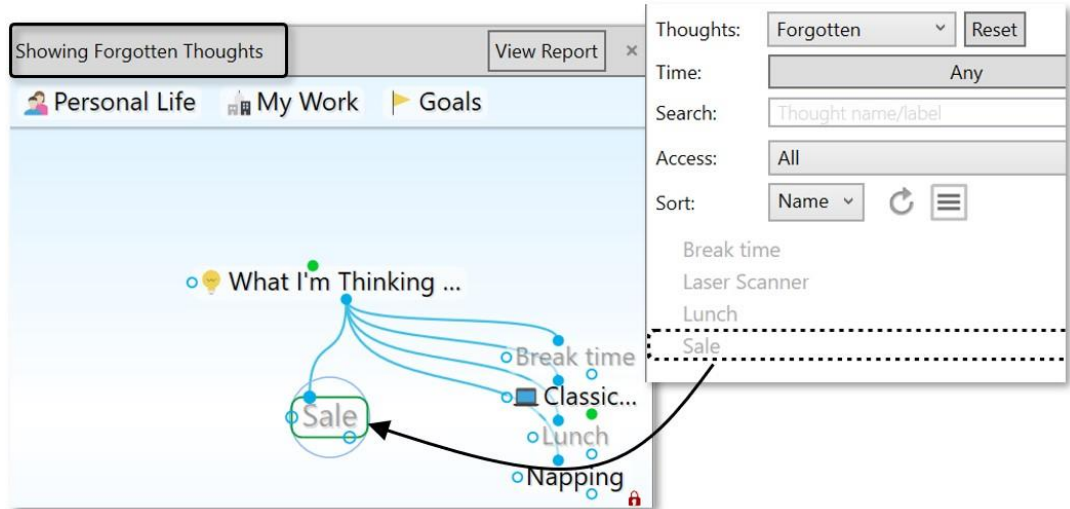 Showing Forgotten Thoughts
View Report
×
Personal Life
My Work
Goals
What I'm Thinking ...
Break time
Classic...
Sale
Lunch
Napping
Thoughts:
Forgotten
Reset
Time:
Any
Search:
Thought name/label
Access:
All
Sort:
Name
Break time
Laser Scanner
Lunch
Sale